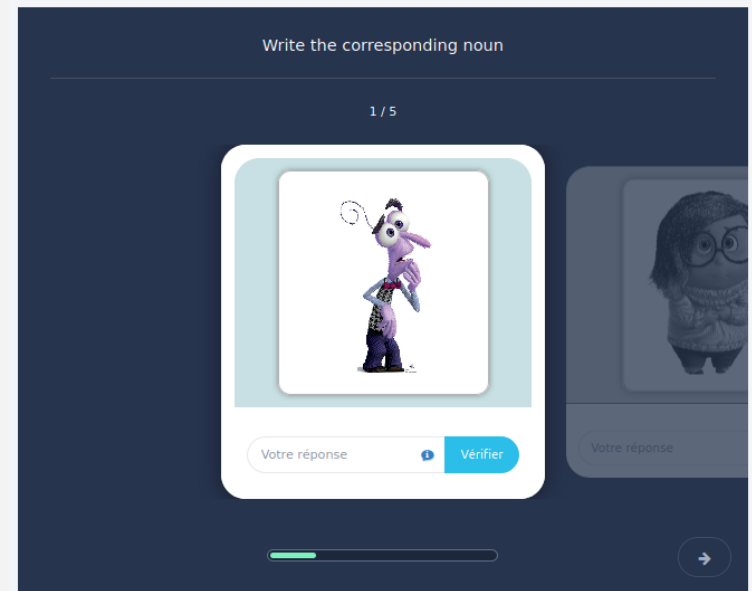 Write the corresponding noun
1 / 5
Votre réponse
Vérifier
Votre réponse